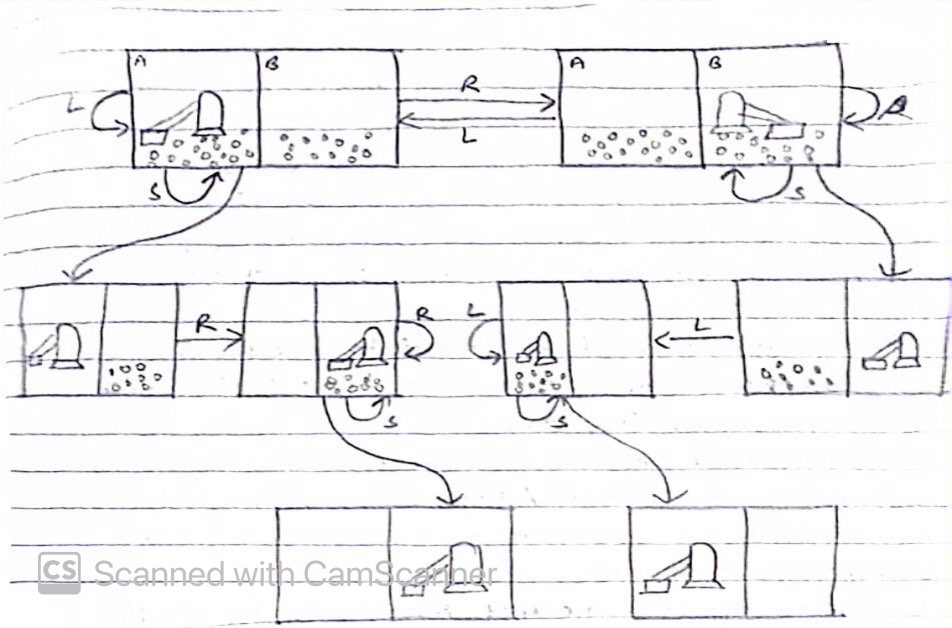 A B R A B
L L R
S S
R R L L
S S
CS Scanned with CamScanner